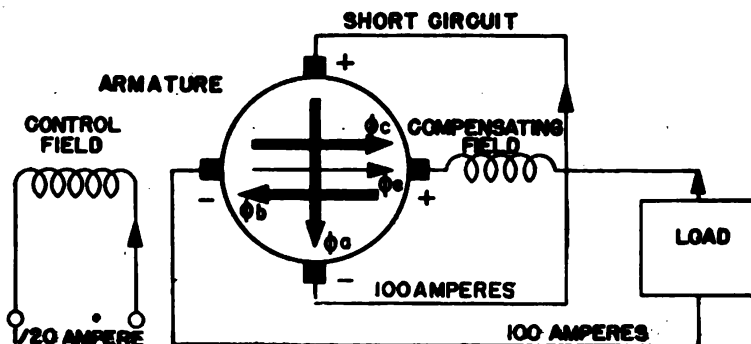 SHORT CIRCUIT
+
ARMATURE
CONTROL
FIELD
ϕc
COMPENSATING
FIELD
-
ϕe
+
ϕb
ϕa
LOAD
-
100 AMPERES
1/20 AMPERE
100 AMPERES